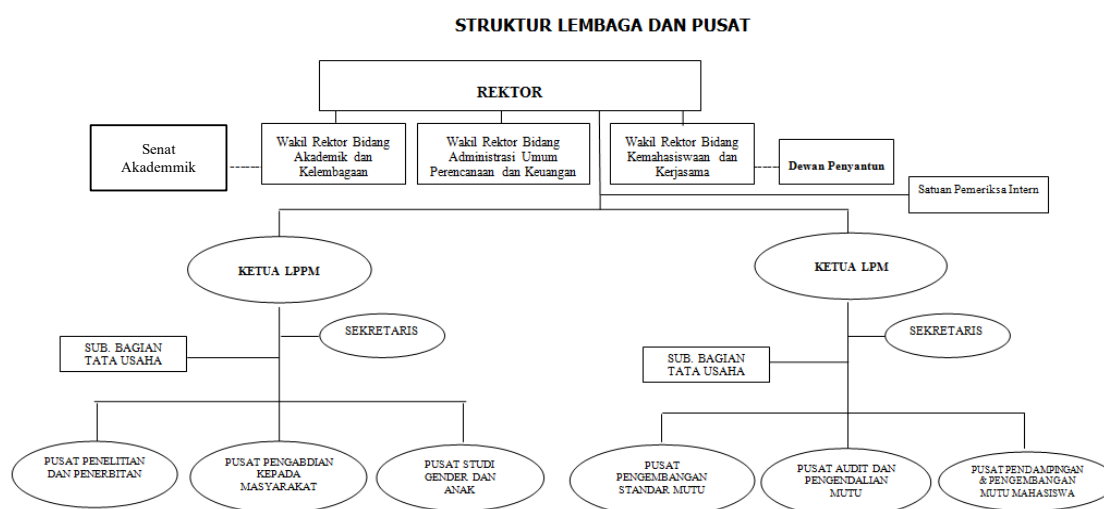 STRUKTUR LEMBAGA DAN PUSAT
REKTOR
Senat
Akademmik
Wakil Rektor Bidang
Akademik dan
Kelembagaan
Wakil Rektor Bidang
Administrasi Umum
Perencanaan dan Keuangan
Wakil Rektor Bidang
Kemahasiswaan dan
Kerjasama
Dewan Penyantun
Satuan Pemeriksa Intern
KETUA LPPM
KETUA LPM
SEKRETARIS
SUB. BAGIAN
TATA USAHA
SEKRETARIS
SUB. BAGIAN
TATA USAHA
PUSAT PENELITIAN
DAN PENERBITAN
PUSAT PENGABDIAN
KEPADA
MASYARAKAT
PUSAT STUDI
GENDER DAN
ANAK
PUSAT
PENGEMBANGAN
STANDAR MUTU
PUSAT AUDIT DAN
PENGENDALIAN
MUTU
PUSAT PENDAMPINGAN
& PENGEMBANGAN
MUTU MAHASISWA